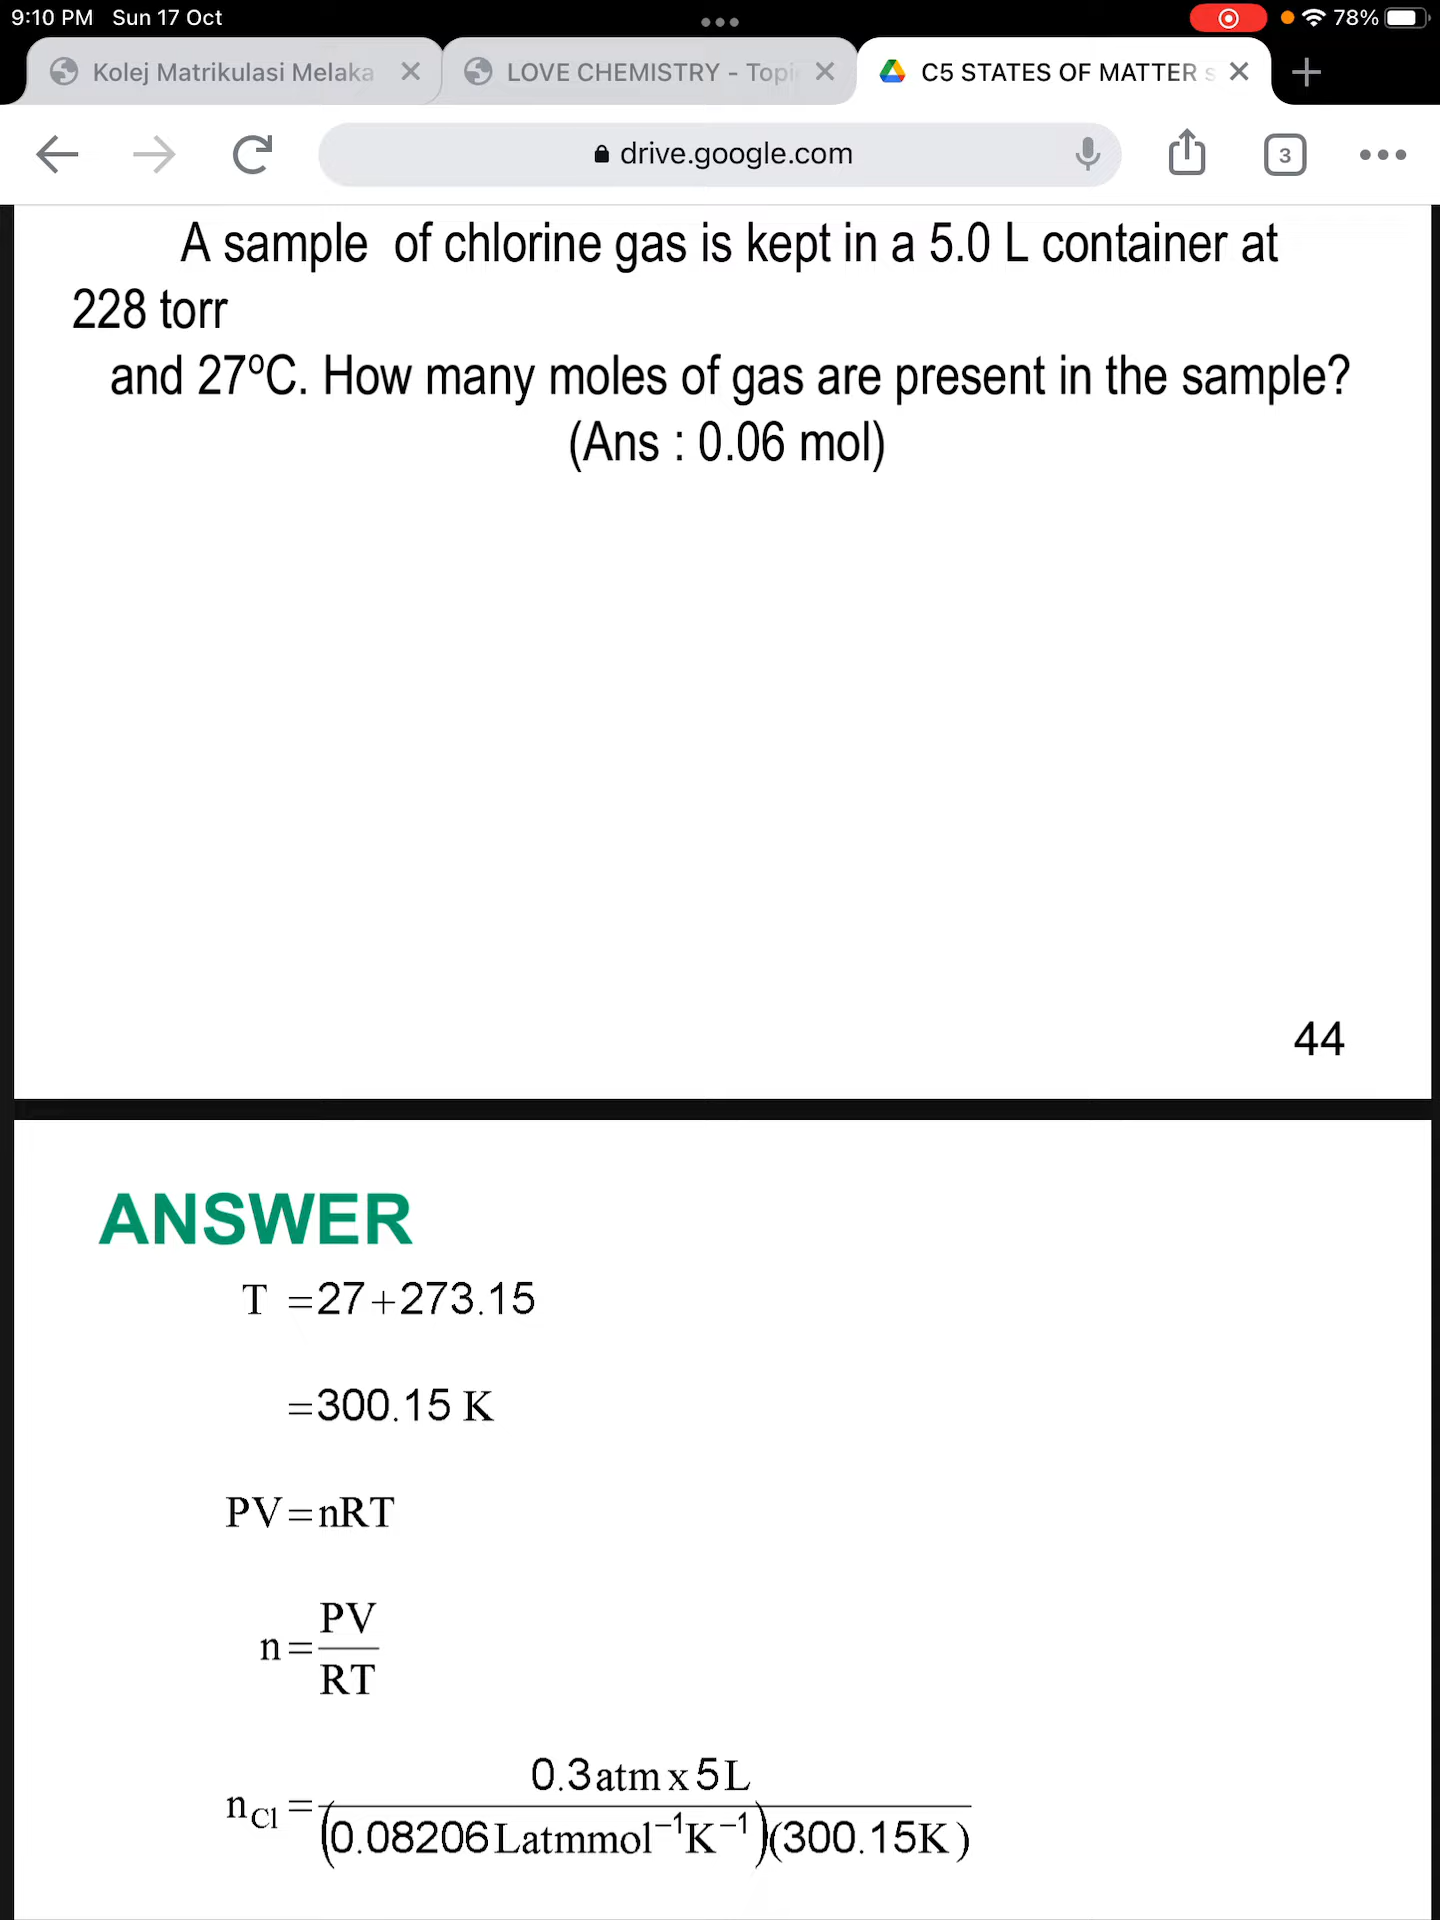 9:10 PM Sun 17 Oct
78%
Kolej Matrikulasi Melaka
LOVE CHEMISTRY - Topi
C5 STATES OF MATTER s
drive.google.com
3
A sample of chlorine gas is kept in a 5.0 L container at
228 torr
and 27ºC. How many moles of gas are present in the sample?
(Ans : 0.06 mol)
44
ANSWER
T =27+273.15
=300.15 K
PV=nRT
n=PV/RT
n Cl = 0.3atm x 5L / (0.08206Latmmol⁻¹K⁻¹)(300.15K)